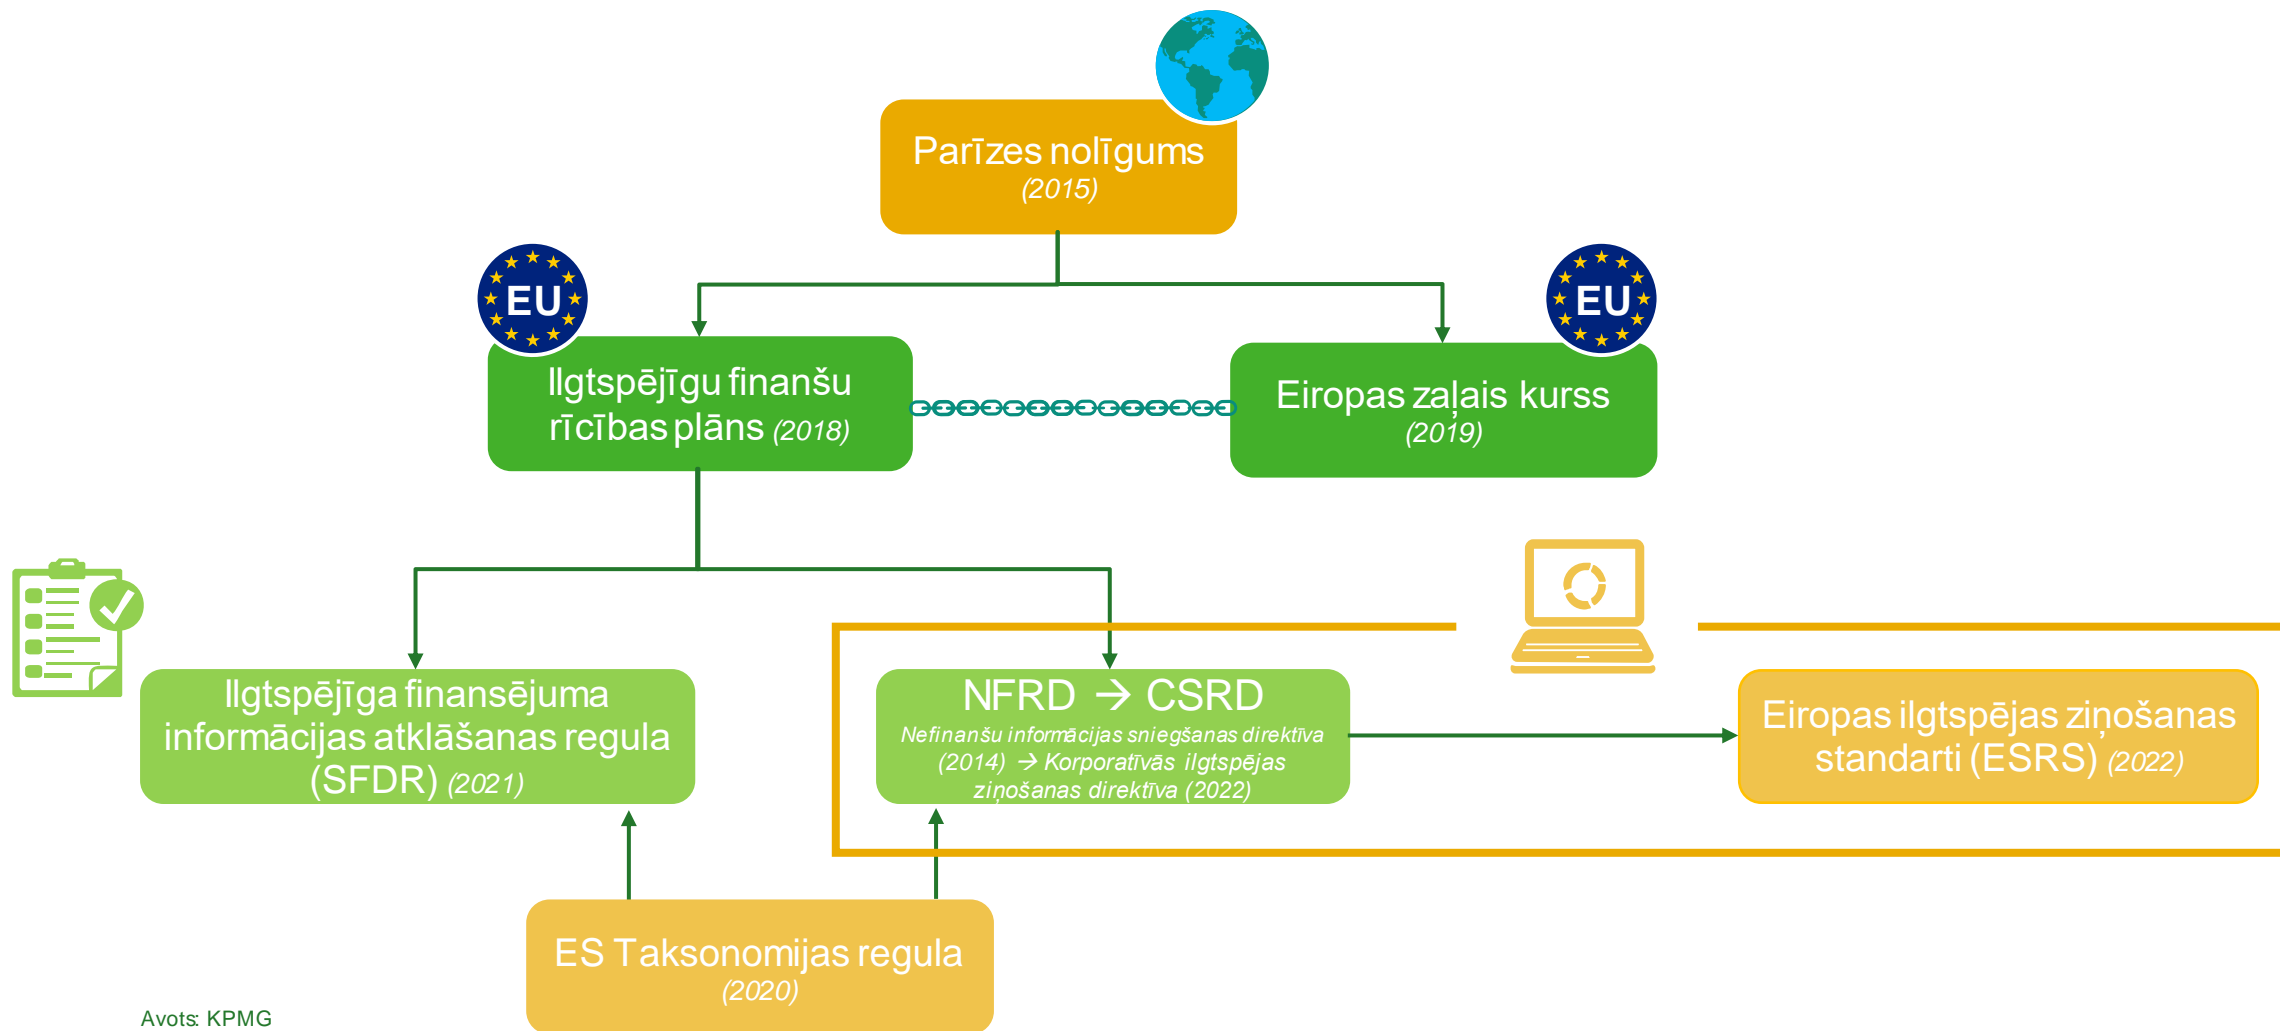 Parīzes nolīgums
(2015)
EU
EU
Ilgtspējīgu finanšu
rīcības plāns (2018)
Eiropas zaļais kurss
(2019)
Ilgtspējīga finansējuma
informācijas atklāšanas regula
(SFDR) (2021)
NFRD → CSRD
Nefinanšu informācijas sniegšanas direktīva
(2014) → Korporatīvās ilgtspējas
ziņošanas direktīva (2022)
Eiropas ilgtspējas ziņošanas
standarti (ESRS) (2022)
ES Taksonomijas regula
(2020)
Avots: KPMG